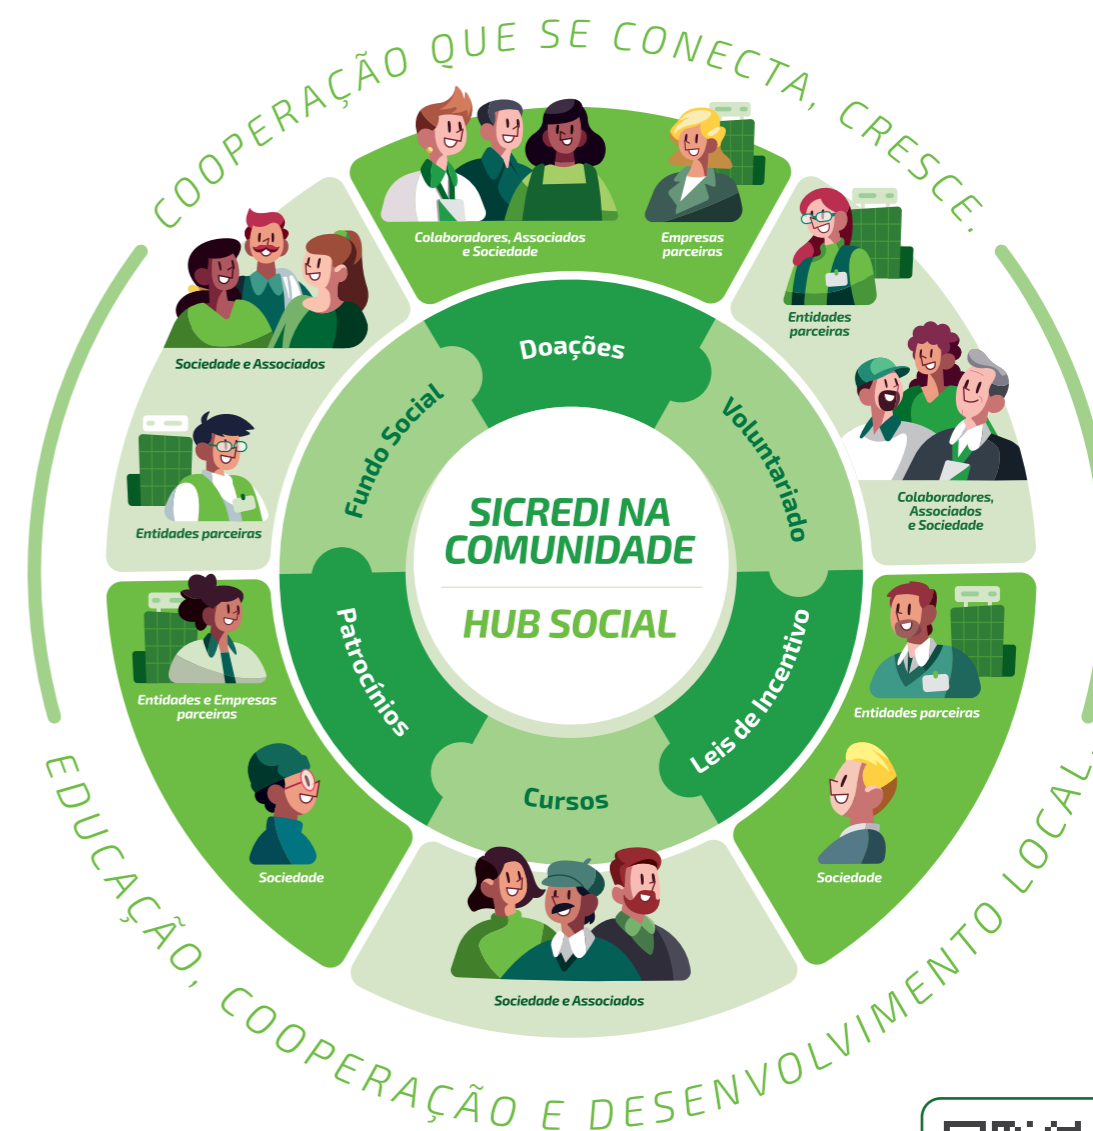 COOPERAÇÃO QUE SE CONECTA, CRESCE.
Colaboradores, Associados
e Sociedade
Empresas
parceiras
Entidades
parceiras
Sociedade e Associados
Doações
Fundo Social
Voluntariado
Colaboradores,
Associados
e Sociedade
Entidades parceiras
SICREDI NA
COMUNIDADE
HUB SOCIAL
Patrocínios
Leis de Incentivo
Cursos
Entidades e Empresas
parceiras
Entidades parceiras
Sociedade
Sociedade
Sociedade e Associados
EDUCAÇÃO, COOPERAÇÃO E DESENVOLVIMENTO LOCAL.